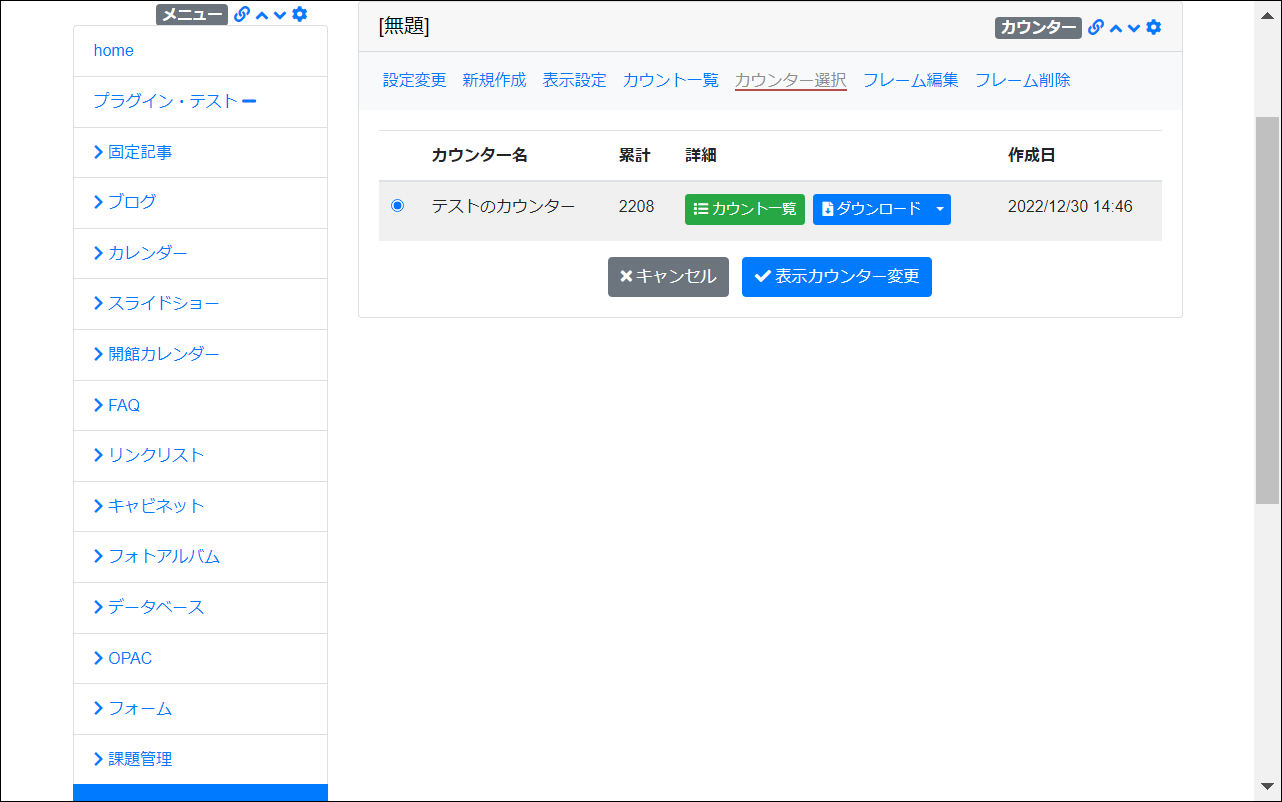 メニュー
home
プラグイン・テスト
固定記事
ブログ
カレンダー
スライドショー
開館カレンダー
FAQ
リンクリスト
キャビネット
フォトアルバム
データベース
OPAC
フォーム
課題管理
[無題]
カウンター
設定変更 新規作成 表示設定 カウント一覧 カウンター選択 フレーム編集 フレーム削除
カウンター名 累計 詳細 作成日
テストのカウンター 2208 カウント一覧 ダウンロード 2022/12/30 14:46
キャンセル 表示カウンター変更